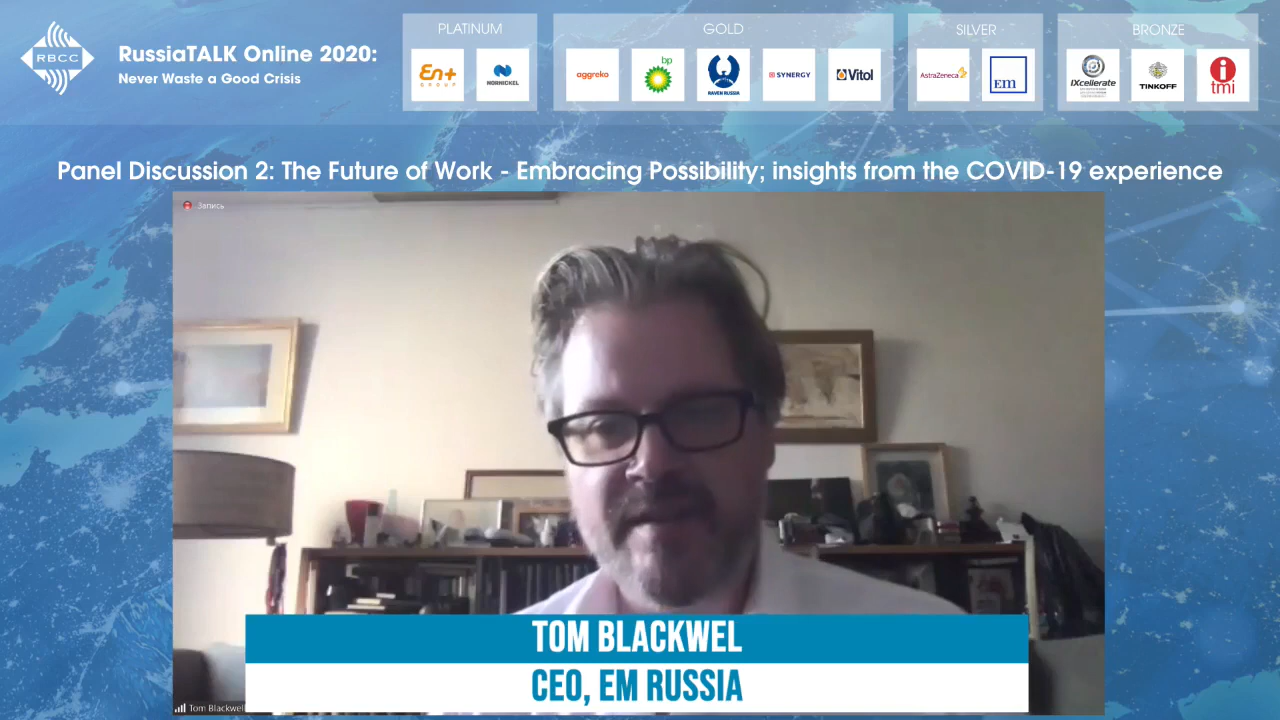 RBCC
RussiaTALK Online 2020:
Never Waste a Good Crisis
PLATINUM
GOLD
SILVER
BRONZE
En+
GROUP
NORNICKEL
aggreko
bp
HAVEN RUSSIA
SYNERGY
Vitol
AstraZeneca
Em
IXcellerate
TINKOFF
i
tmi
Panel Discussion 2: The Future of Work - Embracing Possibility; insights from the COVID-19 experience
Запись
TOM BLACKWEL
CEO, EM RUSSIA
Tom Blackwell